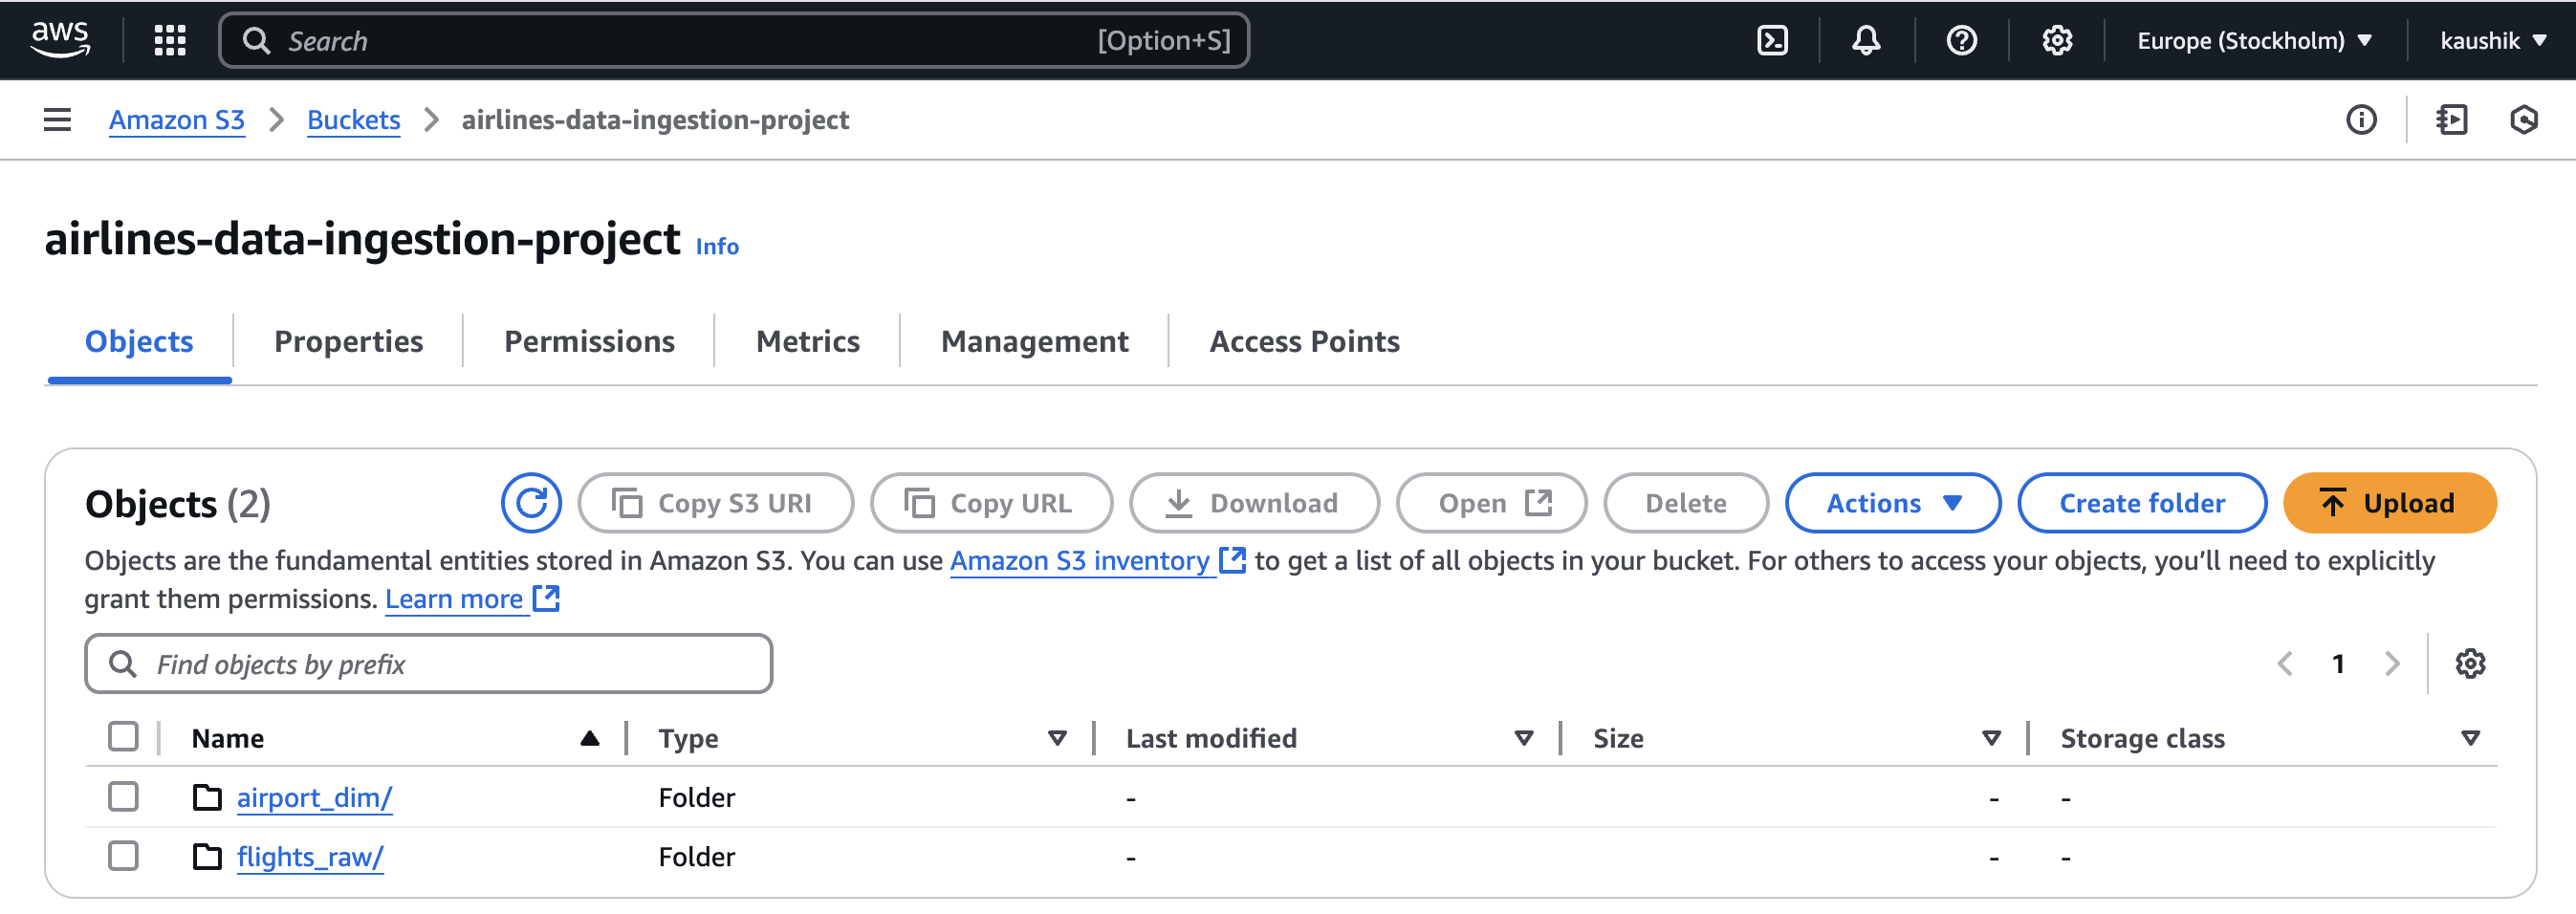 aws Search [Option+S] Europe (Stockholm) kaushik
Amazon S3 Buckets airlines-data-ingestion-project
airlines-data-ingestion-project Info
Objects Properties Permissions Metrics Management Access Points
Objects (2) Copy S3 URI Copy URL Download Open Delete Actions Create folder Upload
Objects are the fundamental entities stored in Amazon S3. You can use Amazon S3 inventory to get a list of all objects in your bucket. For others to access your objects, you’ll need to explicitly
grant them permissions. Learn more
Find objects by prefix 1
Name Type Last modified Size Storage class
airport_dim/ Folder - - -
flights_raw/ Folder - - -